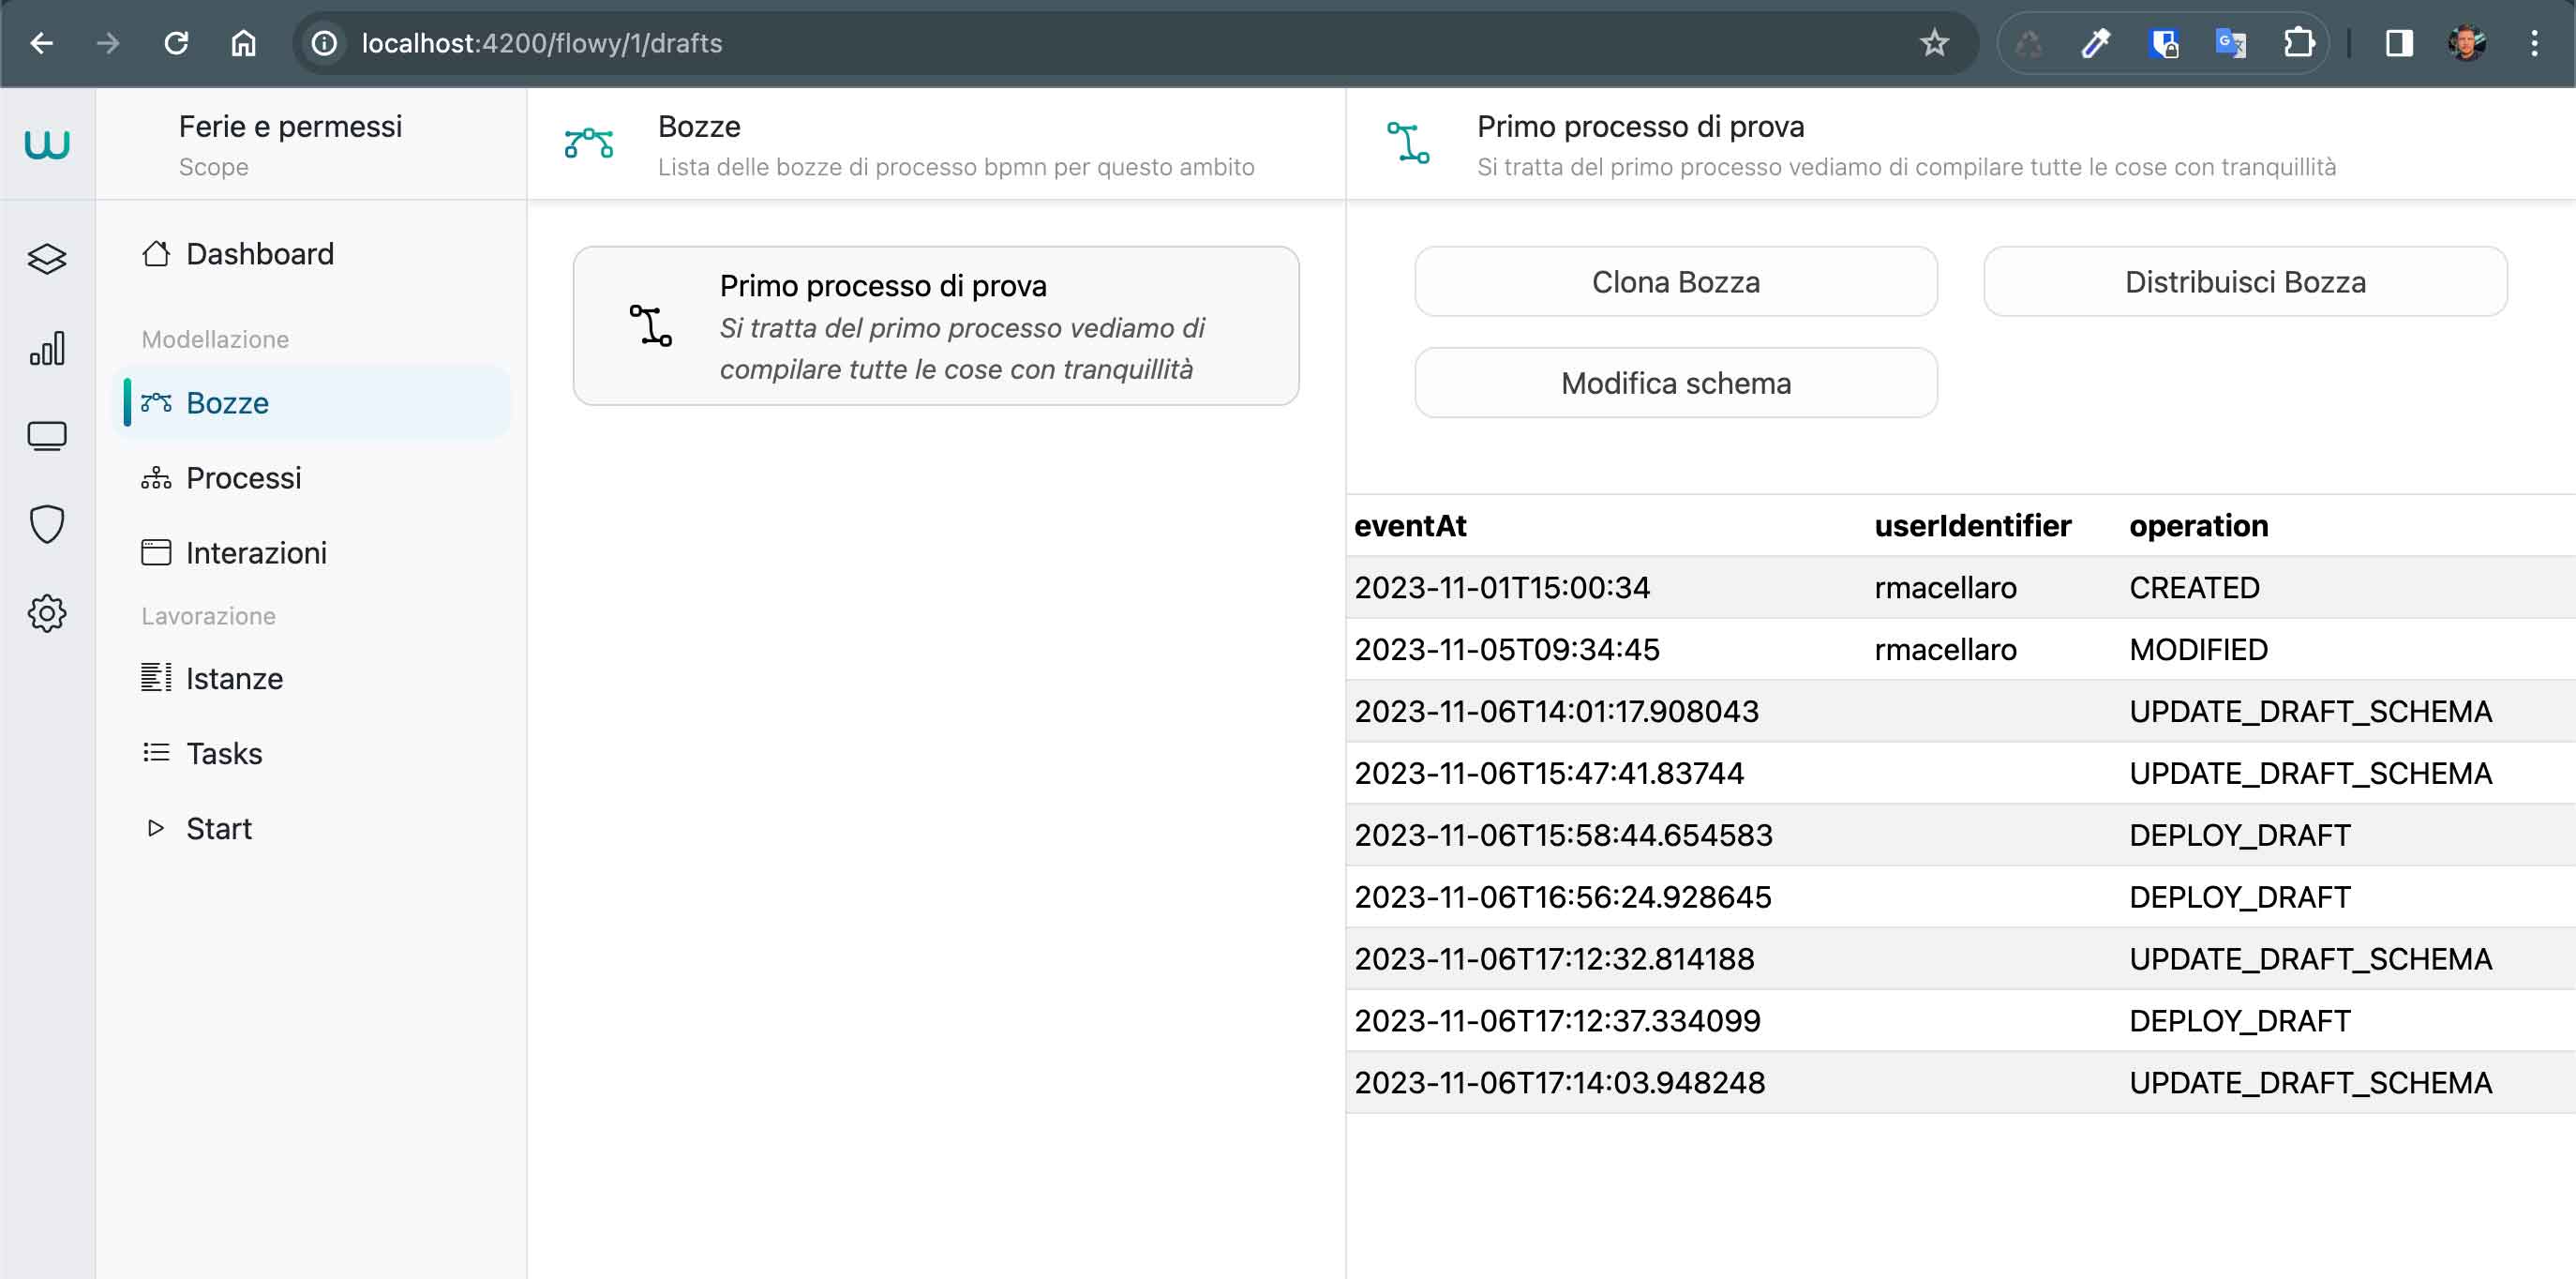 localhost:4200/flowy/1/drafts
Ferie e permessi
Scope
Dashboard
Modellazione
Bozze
Processi
Interazioni
Lavorazione
Istanze
Tasks
Start
Bozze
Lista delle bozze di processo bpmn per questo ambito
Primo processo di prova
Si tratta del primo processo vediamo di
compilare tutte le cose con tranquillità
Primo processo di prova
Si tratta del primo processo vediamo di compilare tutte le cose con tranquillità
Clona Bozza Distribuisci Bozza
Modifica schema
eventAt userIdentifier operation
2023-11-01T15:00:34 rmacellaro CREATED
2023-11-05T09:34:45 rmacellaro MODIFIED
2023-11-06T14:01:17.908043 UPDATE_DRAFT_SCHEMA
2023-11-06T15:47:41.83744 UPDATE_DRAFT_SCHEMA
2023-11-06T15:58:44.654583 DEPLOY_DRAFT
2023-11-06T16:56:24.928645 DEPLOY_DRAFT
2023-11-06T17:12:32.814188 UPDATE_DRAFT_SCHEMA
2023-11-06T17:12:37.334099 DEPLOY_DRAFT
2023-11-06T17:14:03.948248 UPDATE_DRAFT_SCHEMA